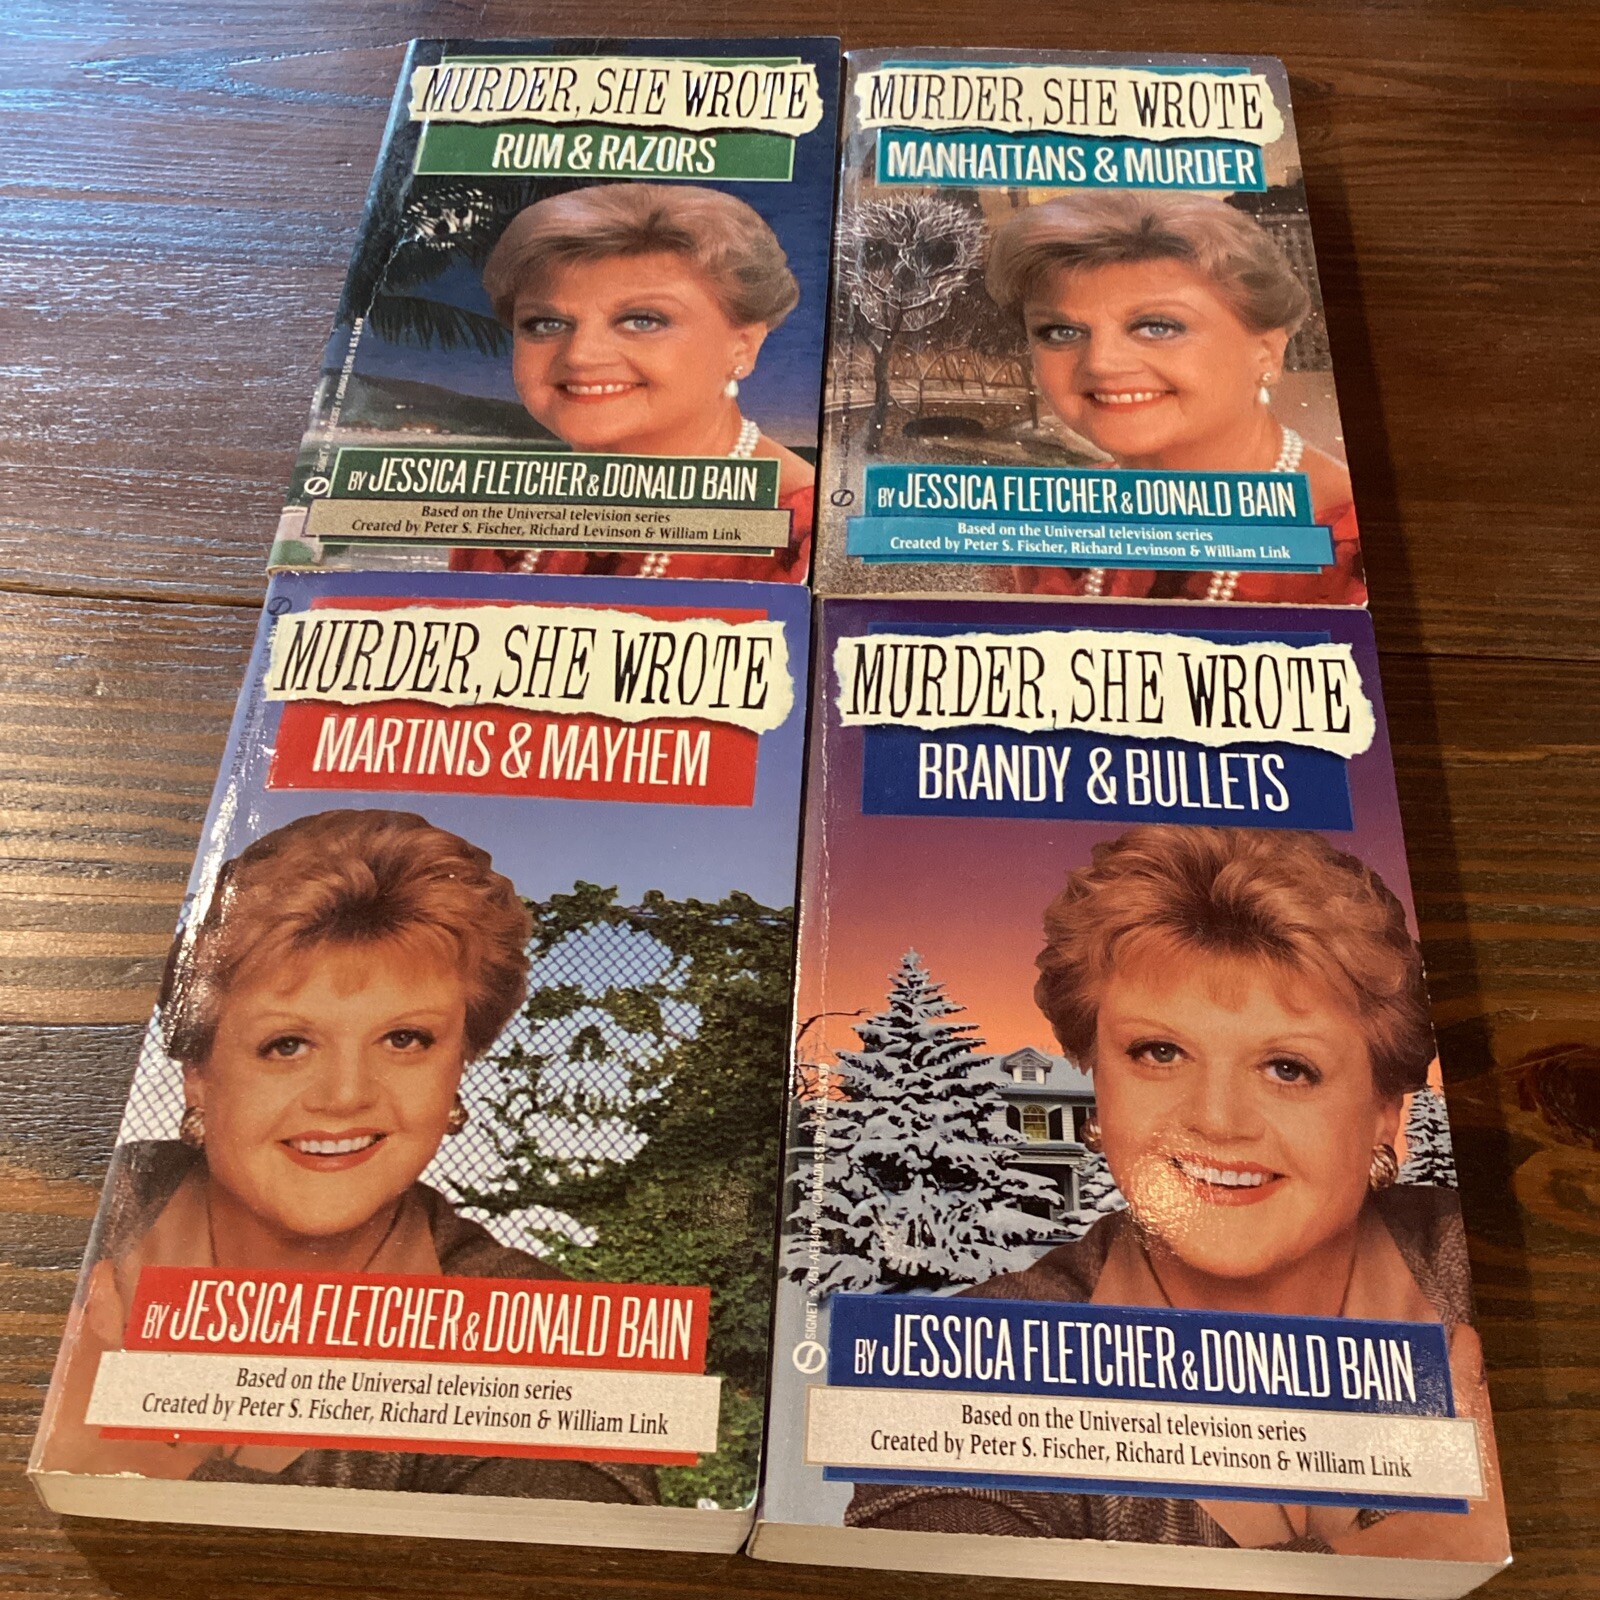 MURDER, SHE WROTE
RUM & RAZORS
BY JESSICA FLETCHER & DONALD BAIN
Based on the Universal television series
Created by Peter S. Fischer, Richard Levinson & William Link
MURDER, SHE WROTE
MANHATTANS & MURDER
BY JESSICA FLETCHER & DONALD BAIN
Based on the Universal television series
Created by Peter S. Fischer, Richard Levinson & William Link
MURDER, SHE WROTE
MARTINIS & MAYHEM
BY JESSICA FLETCHER & DONALD BAIN
Based on the Universal television series
Created by Peter S. Fischer, Richard Levinson & William Link
MURDER, SHE WROTE
BRANDY & BULLETS
SIGNET
BY JESSICA FLETCHER & DONALD BAIN
Based on the Universal television series
Created by Peter S. Fischer, Richard Levinson & William Link